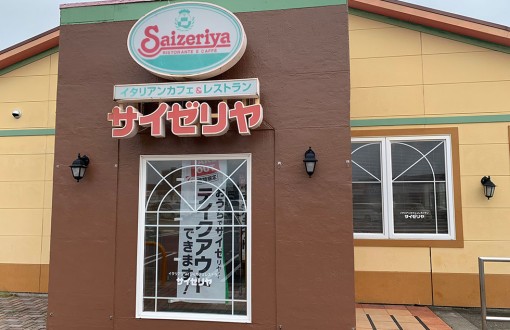 Saizeriya
RISTORANTE E CAFFE
イタリアンカフェ&レストラン
サイゼリヤ
おうちでサイゼリヤ
テイクアウト
できます!
サイゼリヤ
サイゼリヤ